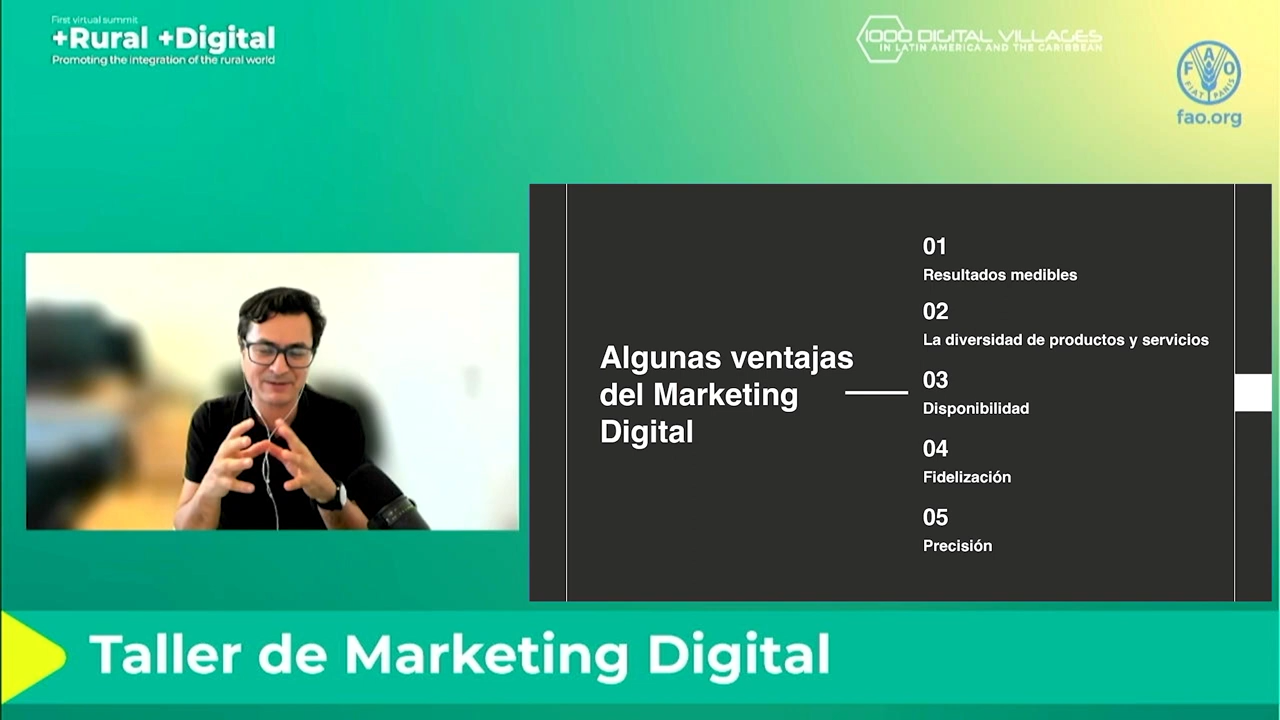 First virtual summit
+Rural +Digital
Promoting the integration of the rural world
1000 DIGITAL VILLAGES
IN LATIN AMERICA AND THE CARIBBEAN
F A O
FIAT PANIS
fao.org
Algunas ventajas
del Marketing
Digital
01
Resultados medibles
02
La diversidad de productos y servicios
03
Disponibilidad
04
Fidelización
05
Precisión
Taller de Marketing Digital